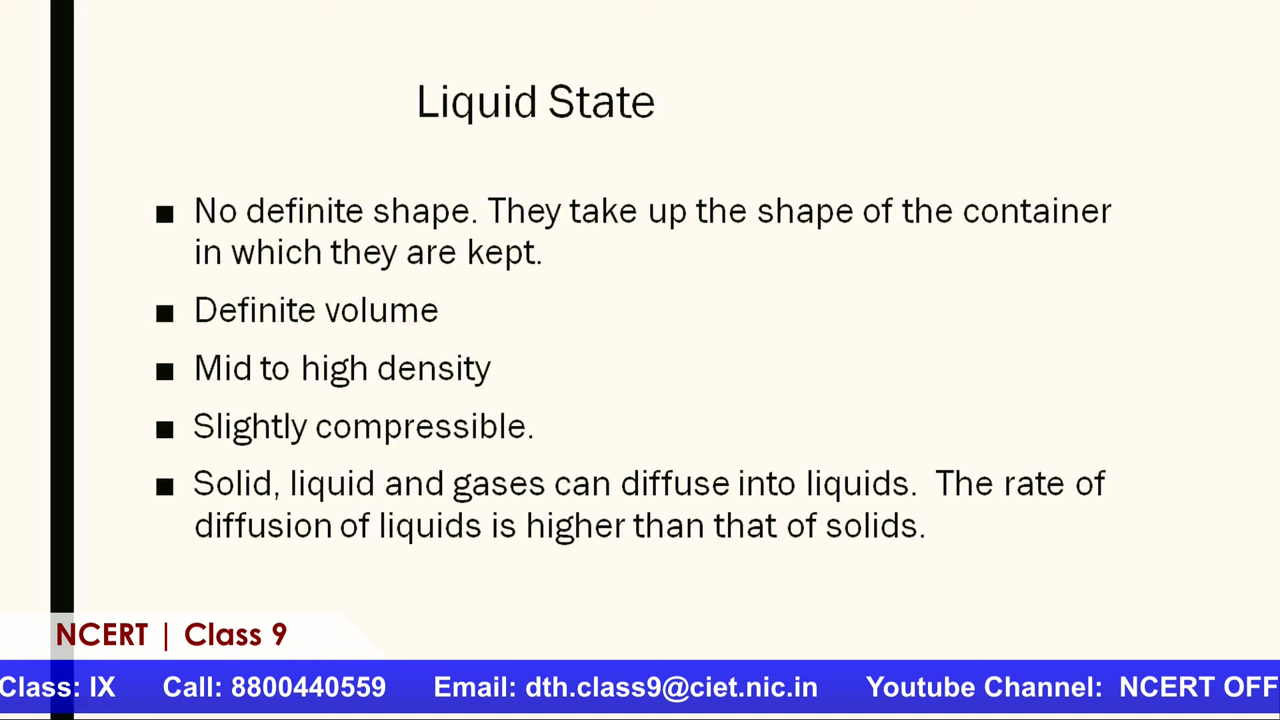 Liquid State
■ No definite shape. They take up the shape of the container
in which they are kept.
■ Definite volume
■ Mid to high density
■ Slightly compressible.
■ Solid, liquid and gases can diffuse into liquids. The rate of
diffusion of liquids is higher than that of solids.
NCERT | Class 9
Class: IX Call: 8800440559 Email: dth.class9@ciet.nic.in Youtube Channel: NCERT OFF